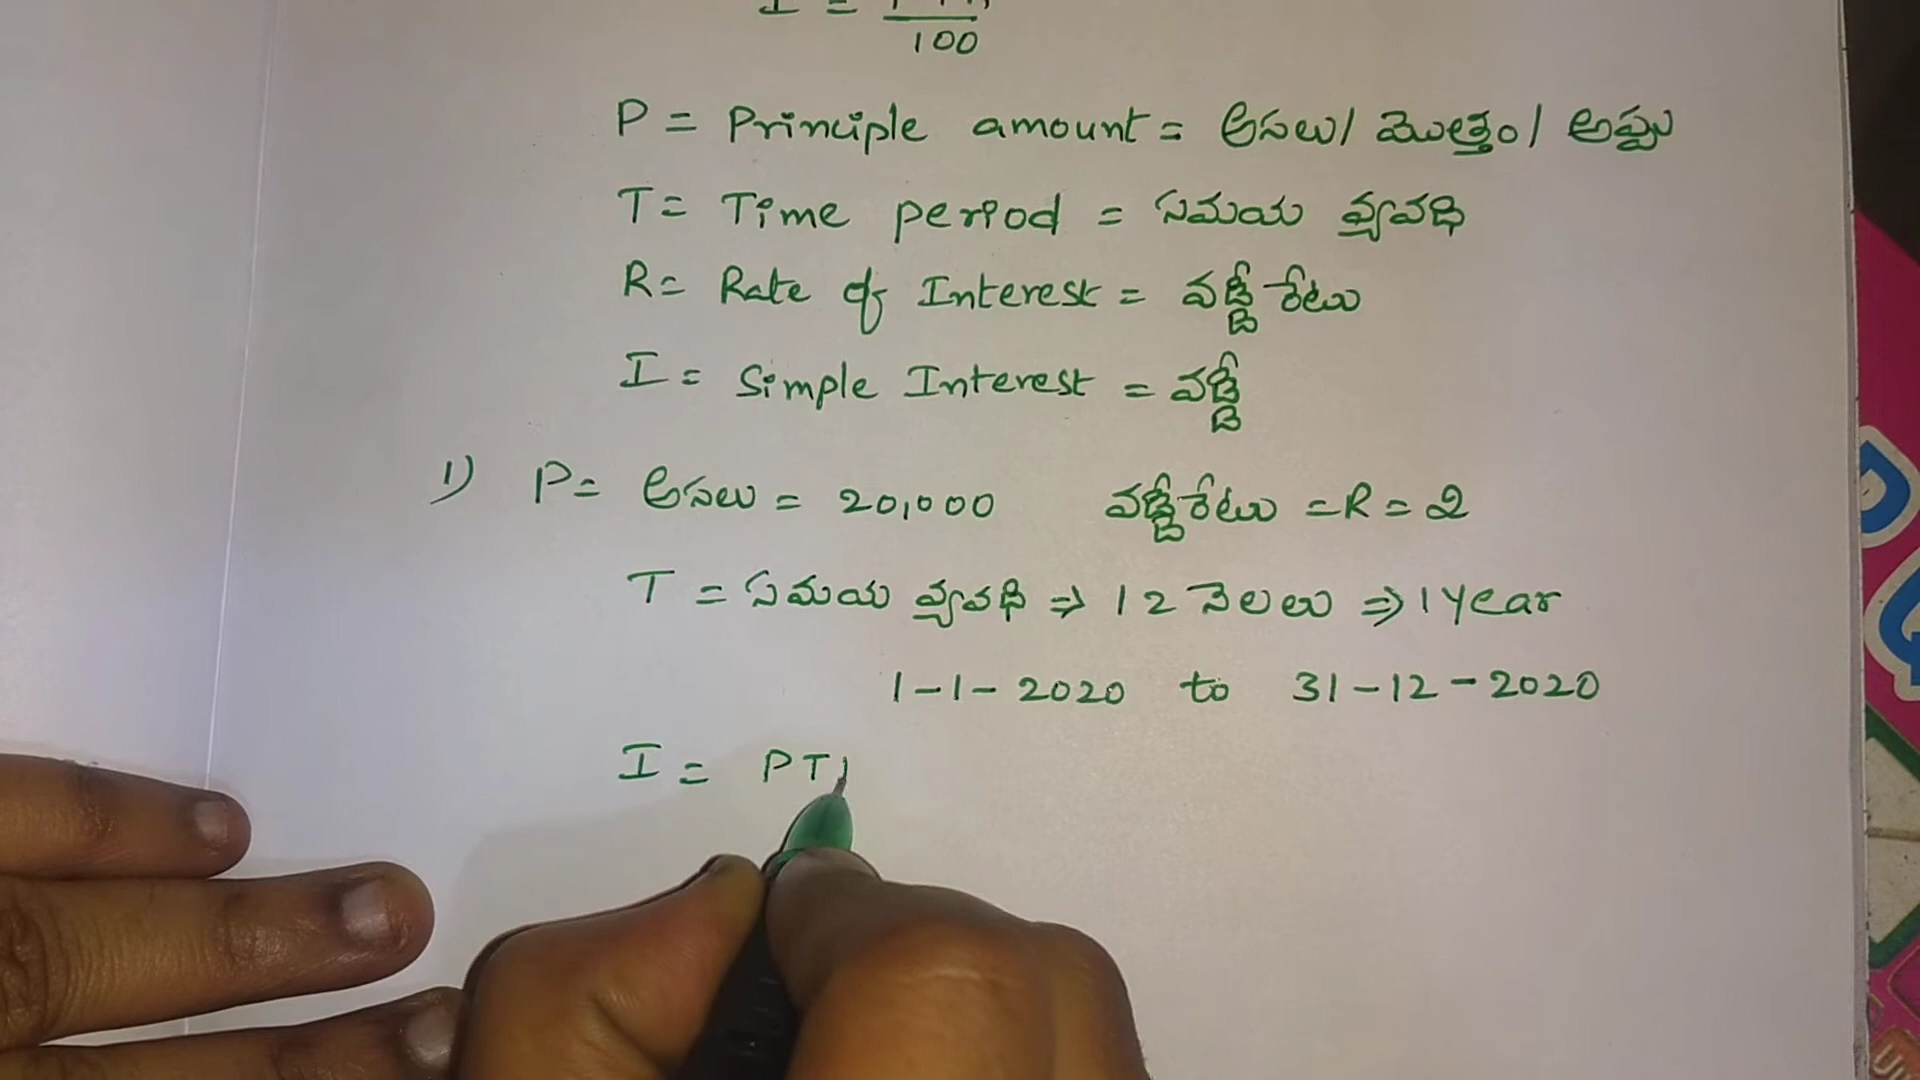 I =
100
P = Principle amount = అసలు/ మొత్తం/ అప్పు
T = Time period = సమయ వ్యవధి
R = Rate of Interest = వడ్డీ రేటు
I = Simple Interest = వడ్డీ
1) P = అసలు = 20,000 వడ్డీరేటు = R = 2
T = సమయ వ్యవధి ⇒ 12 నెలలు ⇒ 1 year
1-1-2020 to 31-12-2020
I = PT